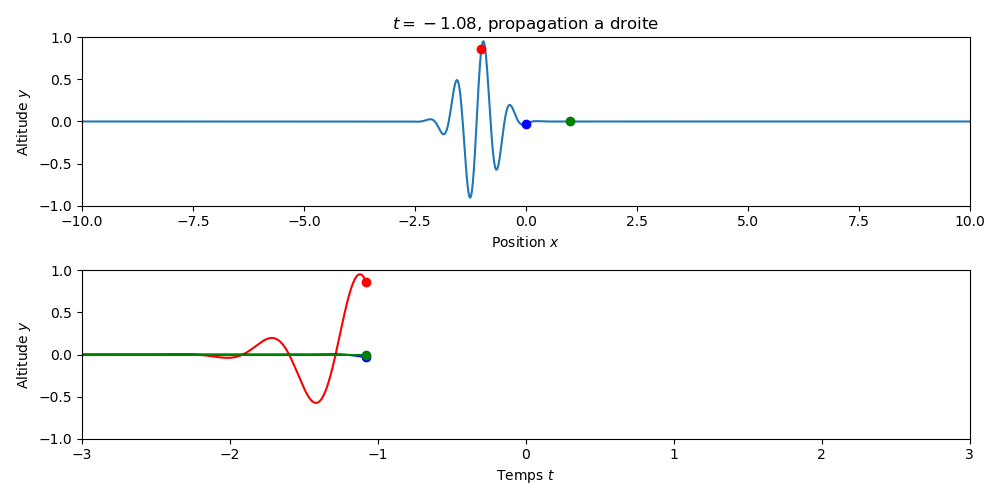 t = −1.08, propagation a droite
1.0
0.5
0.0
−0.5
−1.0
Altitude y
−10.0 −7.5 −5.0 −2.5 0.0 2.5 5.0 7.5 10.0
Position x
1.0
0.5
0.0
−0.5
−1.0
Altitude y
−3 −2 −1 0 1 2 3
Temps t